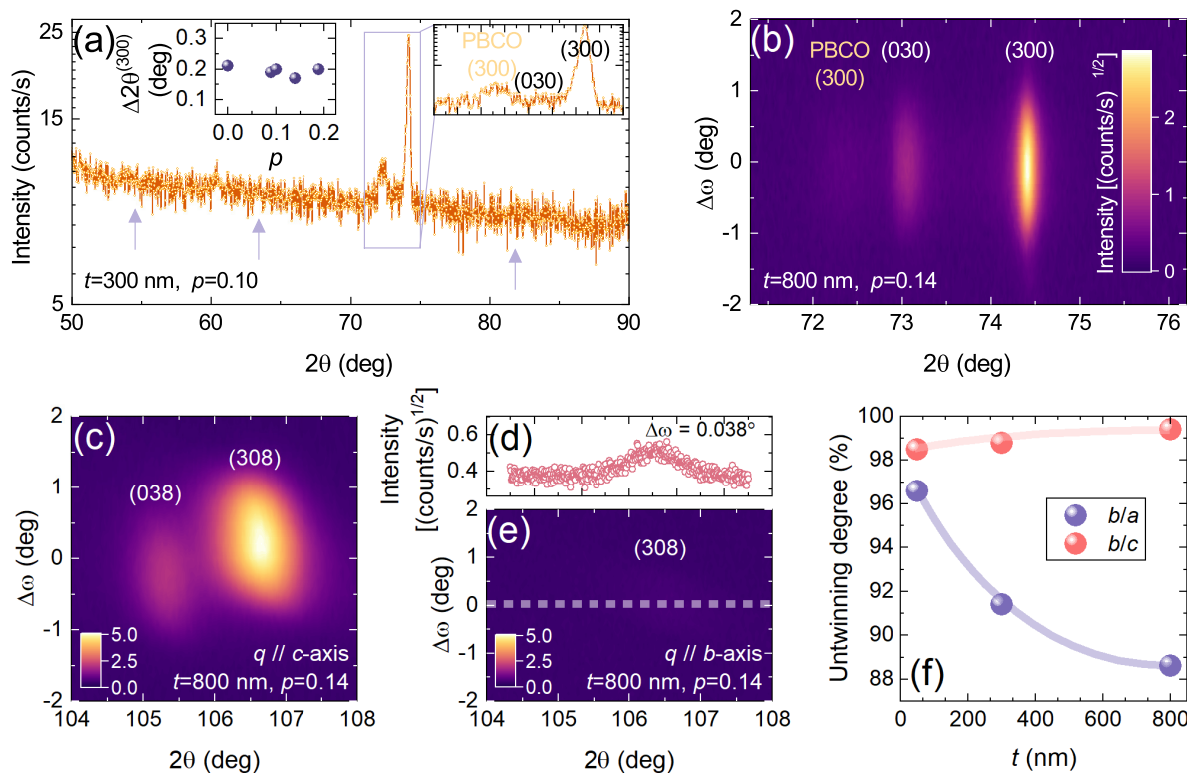 (a)
Intensity (counts/s)
25
15
5
50 60 70 80 90
2θ (deg)
t=300 nm, p=0.10
Δ2θ(300)
(deg)
0.3
0.2
0.1
0.0 0.1 0.2
p
PBCO
(300)
(030)
(300)
(b)
PBCO
(300)
(030)
(300)
Δω (deg)
2
1
0
-1
-2
72 73 74 75 76
2θ (deg)
t=800 nm, p=0.14
Intensity [(counts/s)1/2]
2
1
0
(c)
(038)
(308)
Δω (deg)
2
1
0
-1
-2
104 105 106 107 108
2θ (deg)
5.0
2.5
0.0
q // c-axis
t=800 nm, p=0.14
(d)
Intensity
[(counts/s)1/2]
0.6
0.4
Δω = 0.038°
(e)
(308)
Δω (deg)
2
1
0
-1
-2
104 105 106 107 108
2θ (deg)
5.0
2.5
0.0
q // b-axis
t=800 nm, p=0.14
(f)
Untwinning degree (%)
100
98
96
94
92
90
88
0 200 400 600 800
t (nm)
b/a
b/c